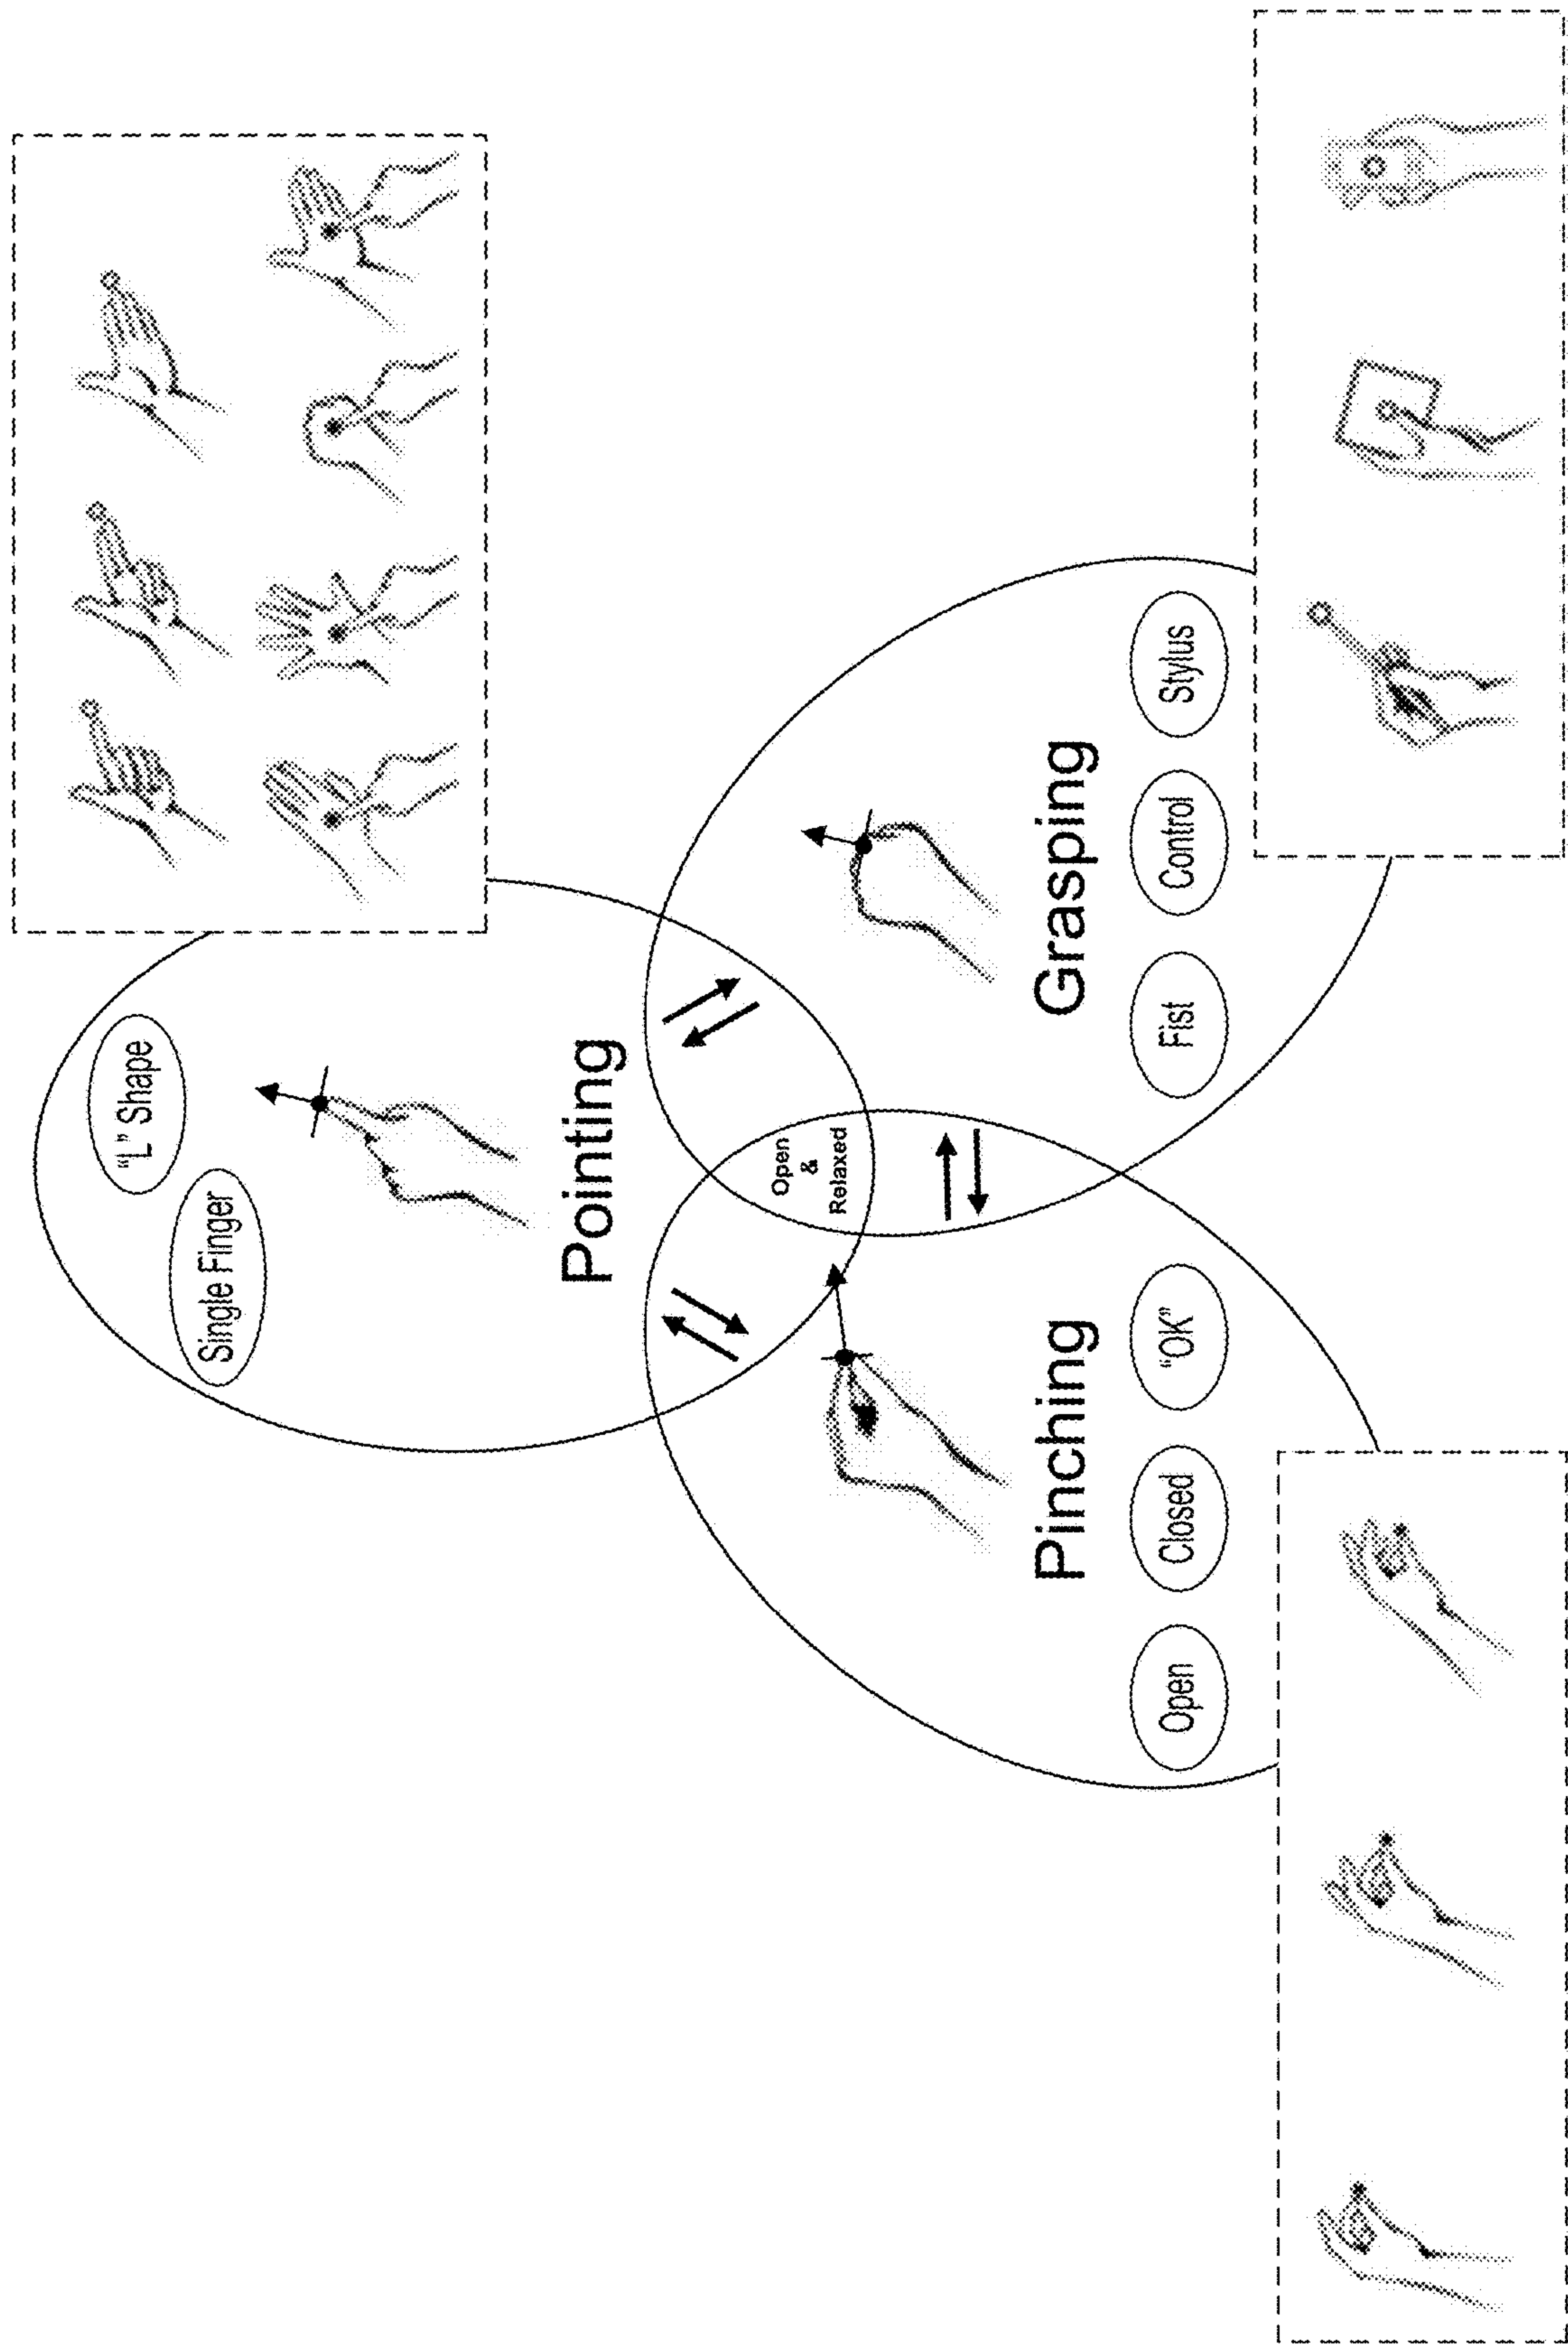 “L” Shape
Single Finger
Pointing
Open
&
Relaxed
Pinching
Open
Closed
“OK”
Grasping
Fist
Control
Stylus